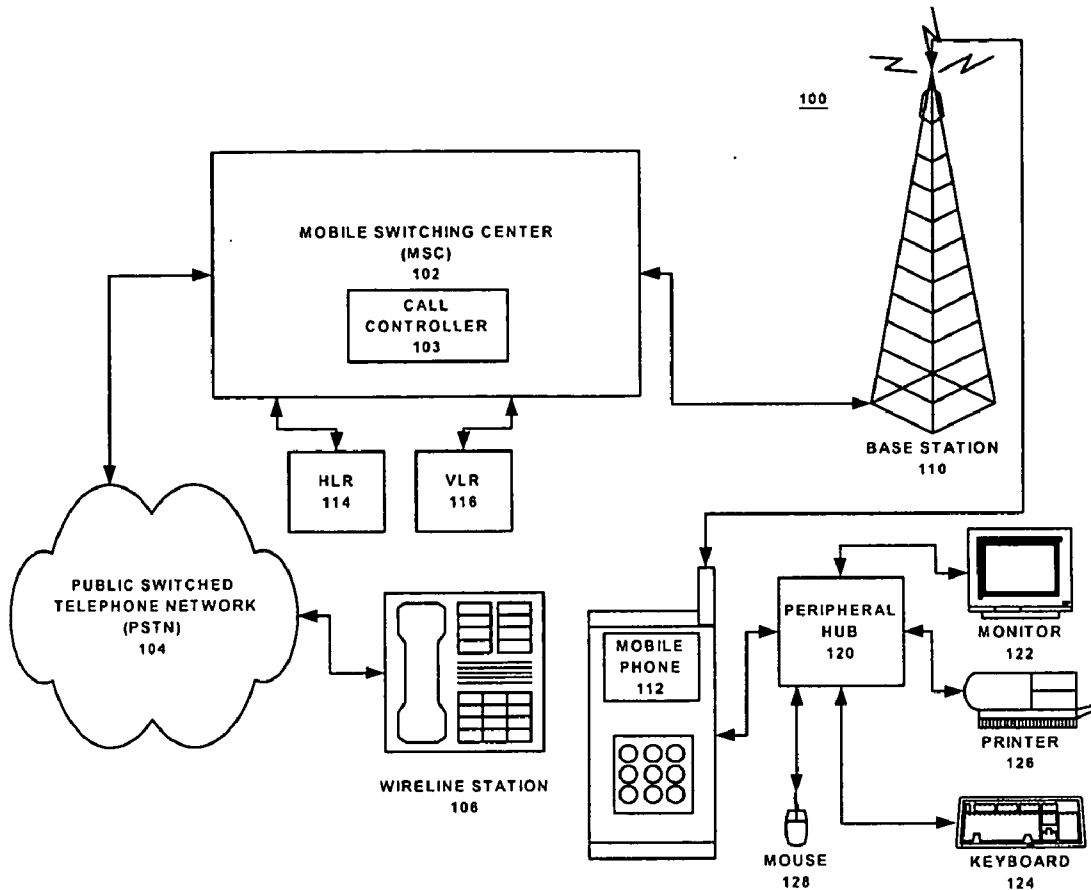 100
MOBILE SWITCHING CENTER
(MSC)
102
CALL
CONTROLLER
103
BASE STATION
110
HLR
114
VLR
116
PUBLIC SWITCHED
TELEPHONE NETWORK
(PSTN)
104
WIRELINE STATION
106
MOBILE
PHONE
112
PERIPHERAL
HUB
120
MONITOR
122
PRINTER
126
MOUSE
128
KEYBOARD
124